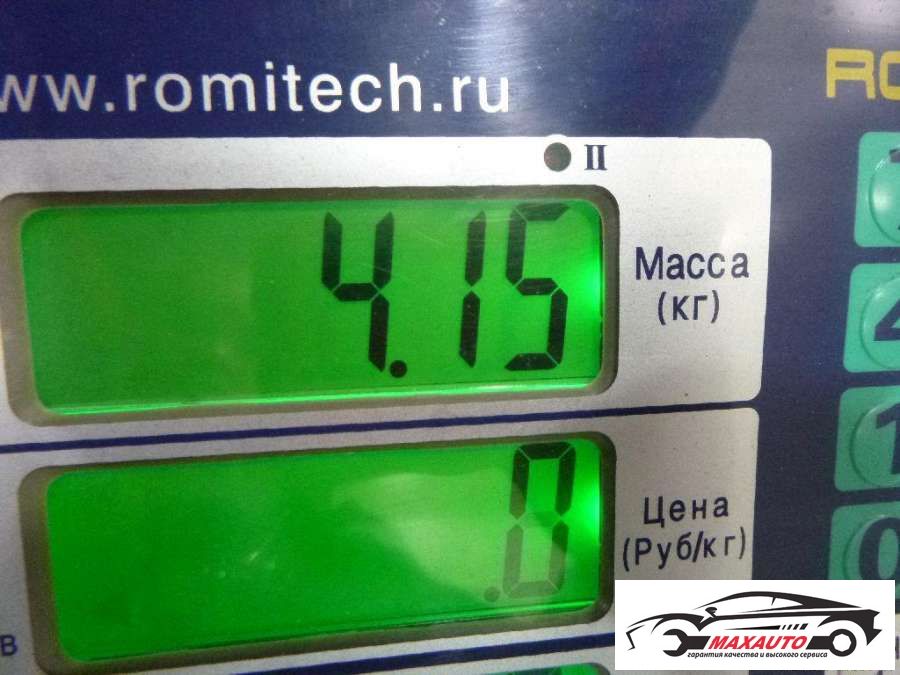 www.romitech.ru
II
4.15
Масса
(кг)
.0
Цена
(Руб/кг)
MAXAUTO
гарантия качества и высокого сервиса